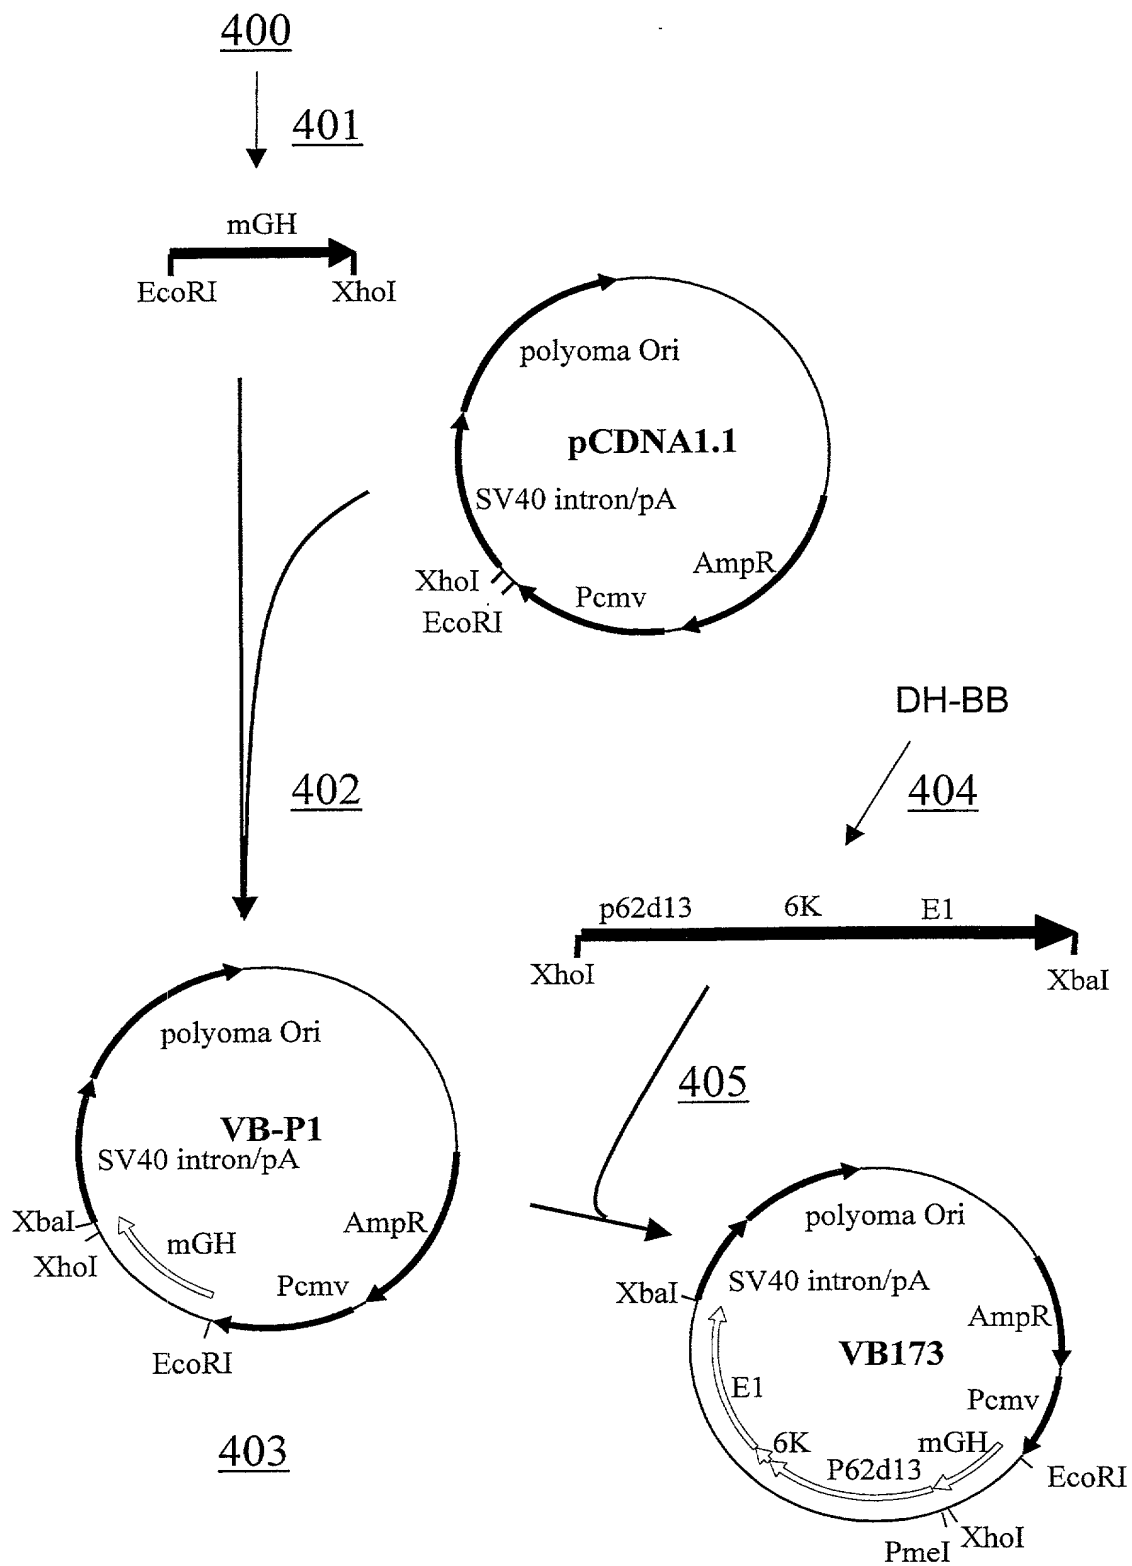 400
401
mGH
EcoRI
XhoI
polyoma Ori
pCDNA1.1
SV40 intron/pA
AmpR
XhoI
Pcmv
EcoRI
DH-BB
402
404
p62d13
6K
E1
XhoI
XbaI
polyoma Ori
405
VB-P1
SV40 intron/pA
XbaI
AmpR
mGH
XhoI
Pcmv
EcoRI
403
polyoma Ori
SV40 intron/pA
XbaI
AmpR
VB173
E1
Pcmv
6K
mGH
P62d13
EcoRI
XhoI
PmeI